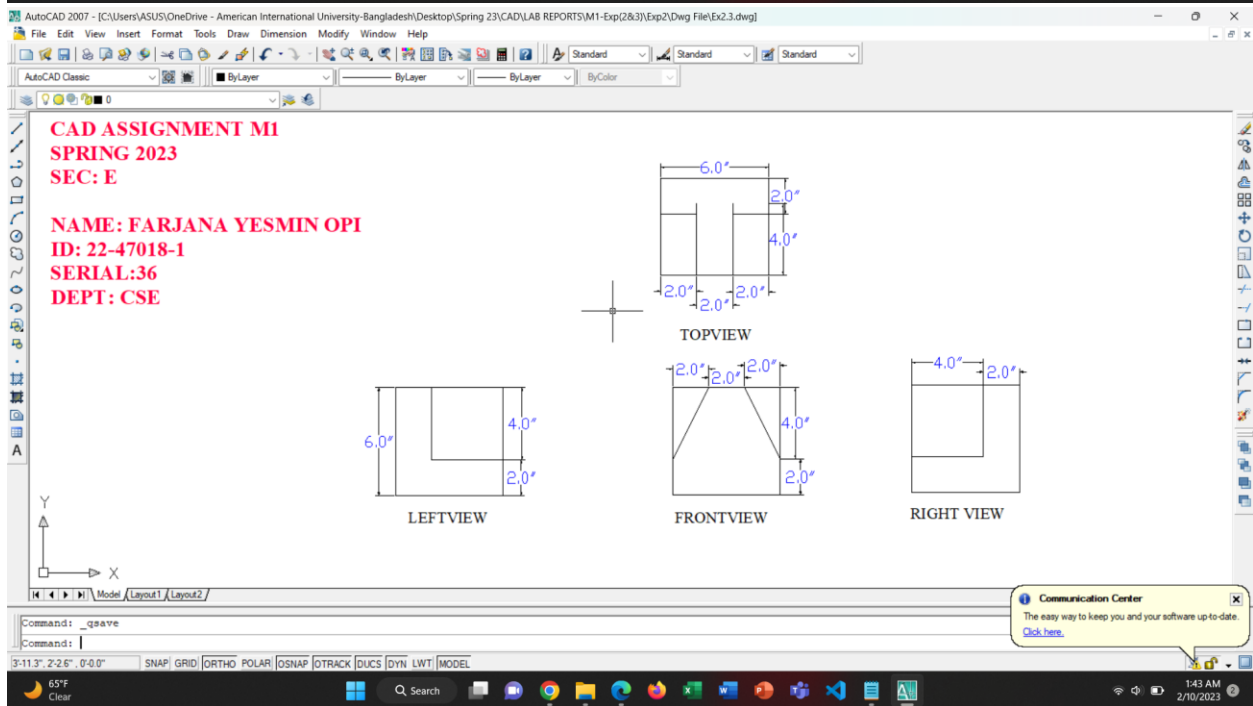 AutoCAD 2007 - [C:\Users\ASUS\OneDrive - American International University-Bangladesh\Desktop\Spring 23\CAD\LAB REPORTS\M1-Exp(2&3)\Exp2\Dwg File\Ex2.3.dwg]
File Edit View Insert Format Tools Draw Dimension Modify Window Help
Standard Standard Standard
AutoCAD Classic ByLayer ByLayer ByLayer ByColor
0
CAD ASSIGNMENT M1
SPRING 2023
SEC: E
NAME: FARJANA YESMIN OPI
ID: 22-47018-1
SERIAL:36
DEPT: CSE
6.0"
2.0"
4.0"
2.0" 2.0" 2.0"
TOPVIEW
6.0"
4.0"
2.0"
LEFTVIEW
2.0" 2.0" 2.0"
4.0"
2.0"
FRONTVIEW
4.0" 2.0"
RIGHT VIEW
Y
X
A
Model Layout1 Layout2
Communication Center
The easy way to keep you and your software up-to-date.
Click here.
Command: _qsave
Command:
3'-11.3", 2'-2.6", 0'-0.0" SNAP GRID ORTHO POLAR OSNAP OTRACK DUCS DYN LWT MODEL
65°F
Clear
Search
1:43 AM
2/10/2023
2